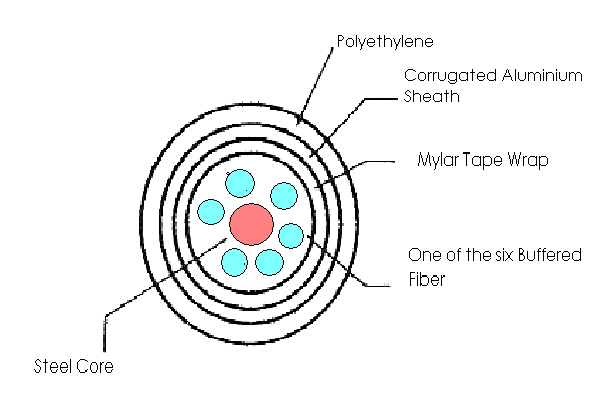 Polyethylene
Corrugated Aluminium
Sheath
Mylar Tape Wrap
One of the six Buffered
Fiber
Steel Core